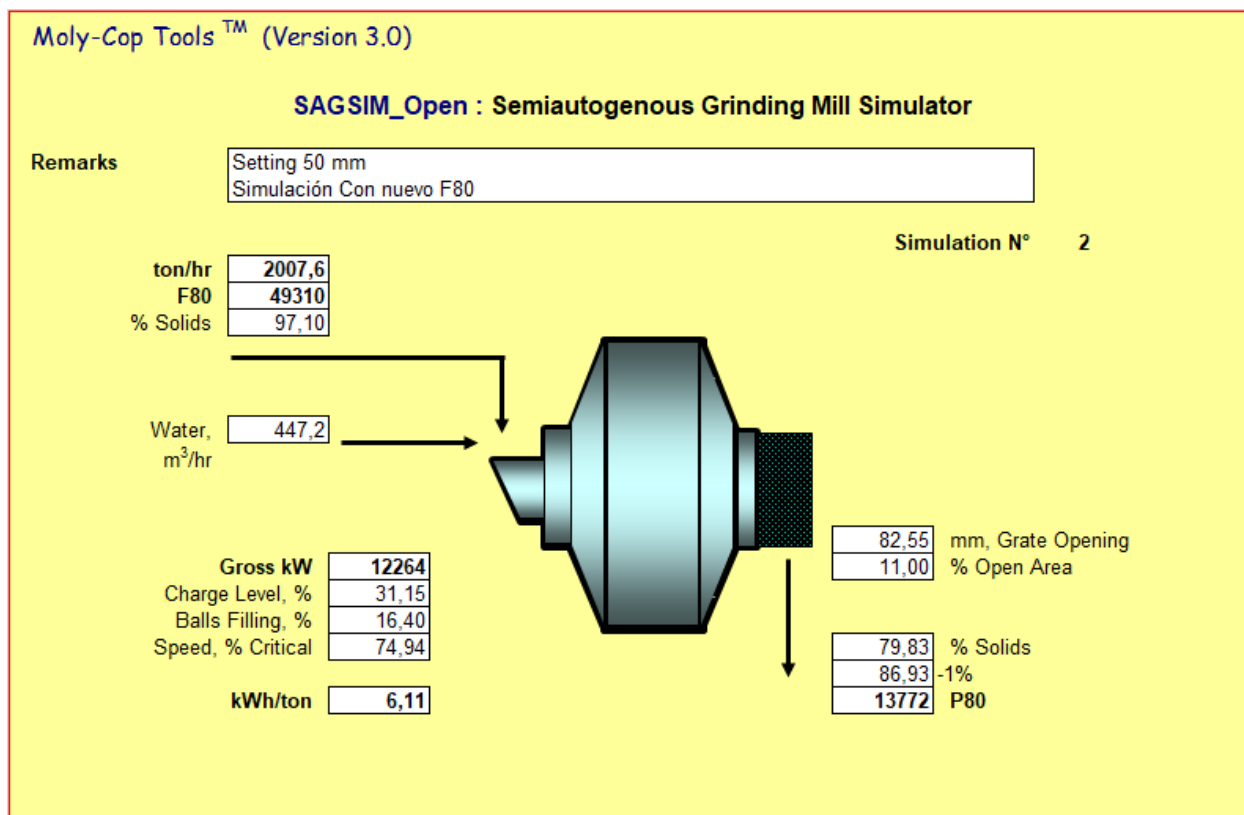 Moly-Cop Tools ™ (Version 3.0)
SAGSIM_Open : Semiautogenous Grinding Mill Simulator
Remarks
Setting 50 mm
Simulación Con nuevo F80
Simulation N° 2
ton/hr 2007,6
F80 49310
% Solids 97,10
Water, 447,2
m³/hr
82,55 mm, Grate Opening
11,00 % Open Area
Gross kW 12264
Charge Level, % 31,15
Balls Filling, % 16,40
Speed, % Critical 74,94
kWh/ton 6,11
79,83 % Solids
86,93 -1%
13772 P80